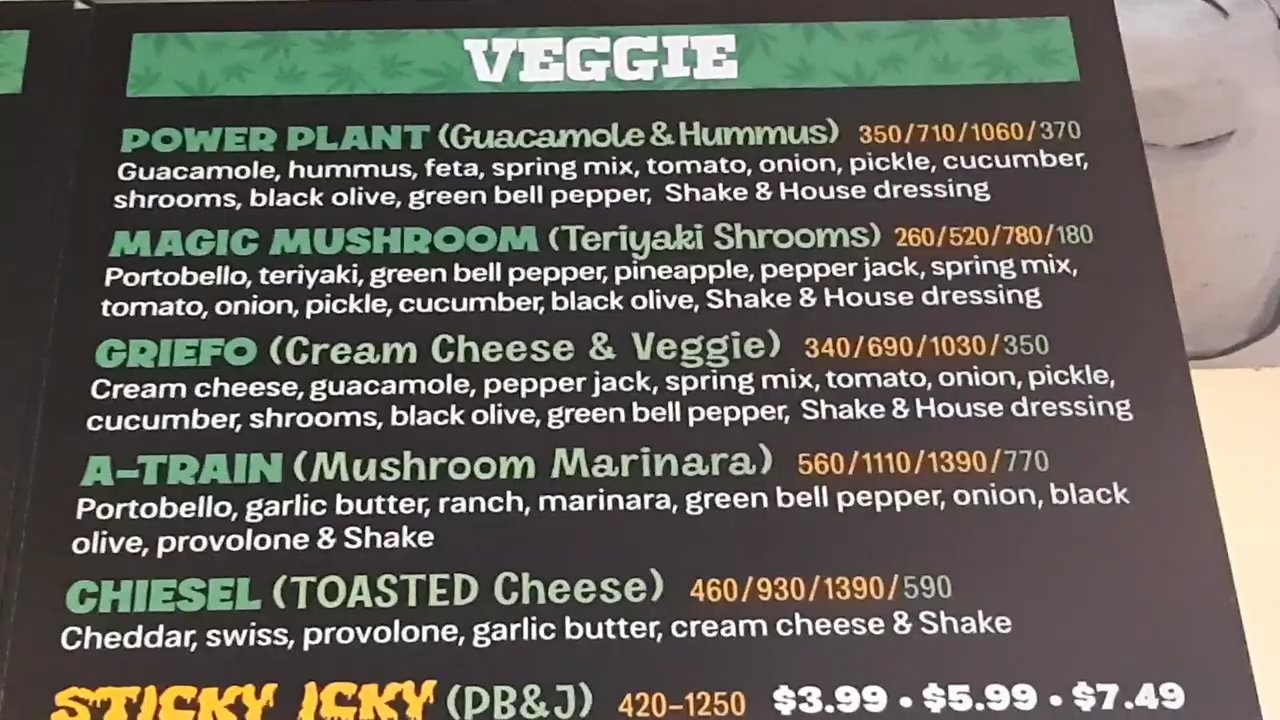 VEGGIE
POWER PLANT (Guacamole & Hummus) 350/710/1060/370
Guacamole, hummus, feta, spring mix, tomato, onion, pickle, cucumber,
shrooms, black olive, green bell pepper, Shake & House dressing
MAGIC MUSHROOM (Teriyaki Shrooms) 260/520/780/180
Portobello, teriyaki, green bell pepper, pineapple, pepper jack, spring mix,
tomato, onion, pickle, cucumber, black olive, Shake & House dressing
GRIEFO (Cream Cheese & Veggie) 340/690/1030/350
Cream cheese, guacamole, pepper jack, spring mix, tomato, onion, pickle,
cucumber, shrooms, black olive, green bell pepper, Shake & House dressing
A-TRAIN (Mushroom Marinara) 560/1110/1390/770
Portobello, garlic butter, ranch, marinara, green bell pepper, onion, black
olive, provolone & Shake
CHIESEL (TOASTED Cheese) 460/930/1390/590
Cheddar, swiss, provolone, garlic butter, cream cheese & Shake
STICKY ICKY (PB&J) 420-1250 $3.99 • $5.99 • $7.49